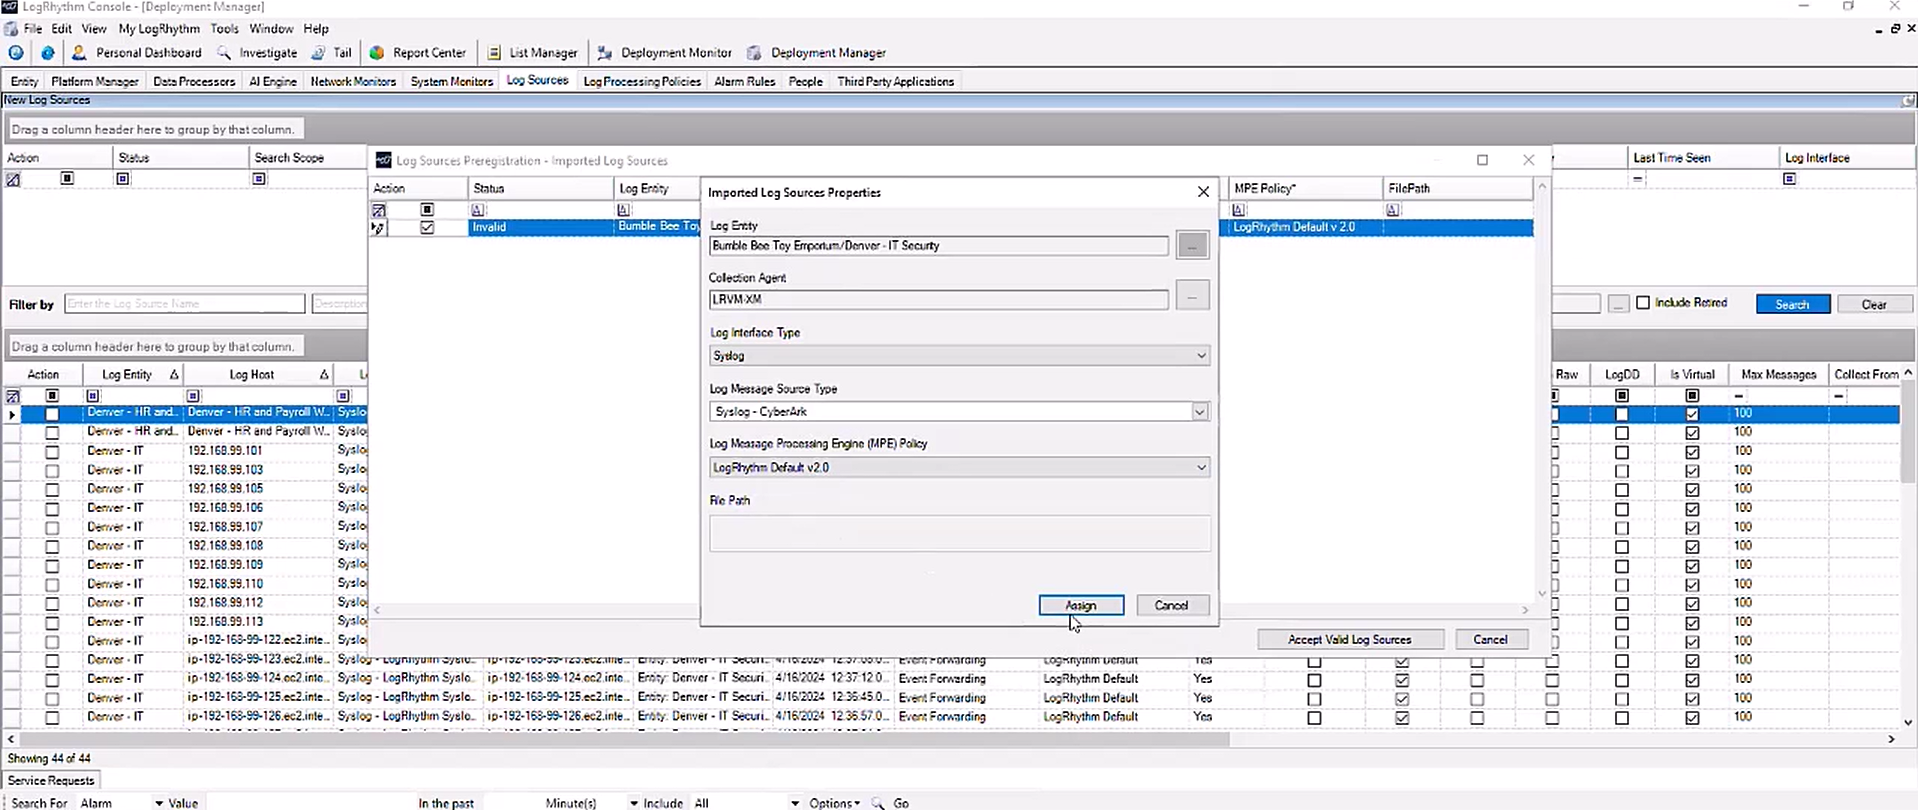 LogRhythm Console - [Deployment Manager]
File Edit View My LogRhythm Tools Window Help
Personal Dashboard Investigate Tail Report Center List Manager Deployment Monitor Deployment Manager
Entity Platform Manager Data Processors AI Engine Network Monitors System Monitors Log Sources Log Processing Policies Alarm Rules People Third Party Applications
New Log Sources
Drag a column header here to group by that column.
Action Status Search Scope Last Time Seen Log Interface
Log Sources Preregistration - Imported Log Sources
Action Status Log Entity MPE Policy* FilePath
Invalid Bumble Bee Toy LogRhythm Default v 2.0
Imported Log Sources Properties
Log Entity
Bumble Bee Toy Emporium/Denver - IT Securty
...
Collection Agent
LRVM-XM
...
Log Interface Type
Syslog
Log Message Source Type
Syslog - CyberArk
Log Message Processing Engine (MPE) Policy
LogRhythm Default v2.0
File Path
Assign Cancel
Accept Valid Log Sources Cancel
Filter by Enter the Log Source Name Description ... Include Retired Search Clear
Drag a column header here to group by that column.
Action Log Entity Log Host Raw LogDD Is Virtual Max Messages Collect From
Denver - HR and... Denver - HR and Payroll W... Syslo 100
Denver - HR and... Denver - HR and Payroll W... Syslo 100
Denver - IT 192.168.99.101 Syslo 100
Denver - IT 192.168.99.103 Syslo 100
Denver - IT 192.168.99.105 Syslo 100
Denver - IT 192.168.99.106 Syslo 100
Denver - IT 192.168.99.107 Syslo 100
Denver - IT 192.168.99.108 Syslo 100
Denver - IT 192.168.99.109 Syslo 100
Denver - IT 192.168.99.110 Syslo 100
Denver - IT 192.168.99.112 Syslo 100
Denver - IT 192.168.99.113 Syslo 100
Denver - IT ip-192-168-99-122.ec2.inte... Syslo 100
Denver - IT ip-192-168-99-123.ec2.inte... Syslog - LogRhythm Syslo... ip-192-168-99-123.ec2.inte... Entity: Denver - IT Securi... 4/16/2024 12:37:03.0... Event Forwarding LogRhythm Default Yes 100
Denver - IT ip-192-168-99-124.ec2.inte... Syslog - LogRhythm Syslo... ip-192-168-99-124.ec2.inte... Entity: Denver - IT Securi... 4/16/2024 12:37:12.0... Event Forwarding LogRhythm Default Yes 100
Denver - IT ip-192-168-99-125.ec2.inte... Syslog - LogRhythm Syslo... ip-192-168-99-125.ec2.inte... Entity: Denver - IT Securi... 4/16/2024 12:36:45.0... Event Forwarding LogRhythm Default Yes 100
Denver - IT ip-192-168-99-126.ec2.inte... Syslog - LogRhythm Syslo... ip-192-168-99-126.ec2.inte... Entity: Denver - IT Securi... 4/16/2024 12:36:57.0... Event Forwarding LogRhythm Default Yes 100
Showing 44 of 44
Service Requests
Search For Alarm Value In the past Minute(s) Include All Options Go